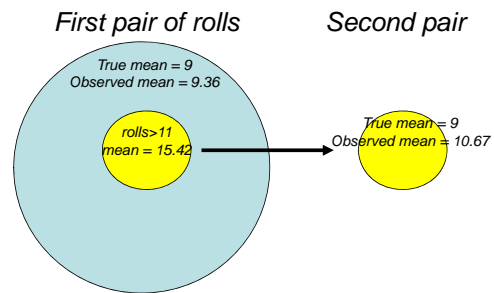 First pair of rolls
Second pair
True mean = 9
Observed mean = 9.36
rolls>11
mean = 15.42
True mean = 9
Observed mean = 10.67